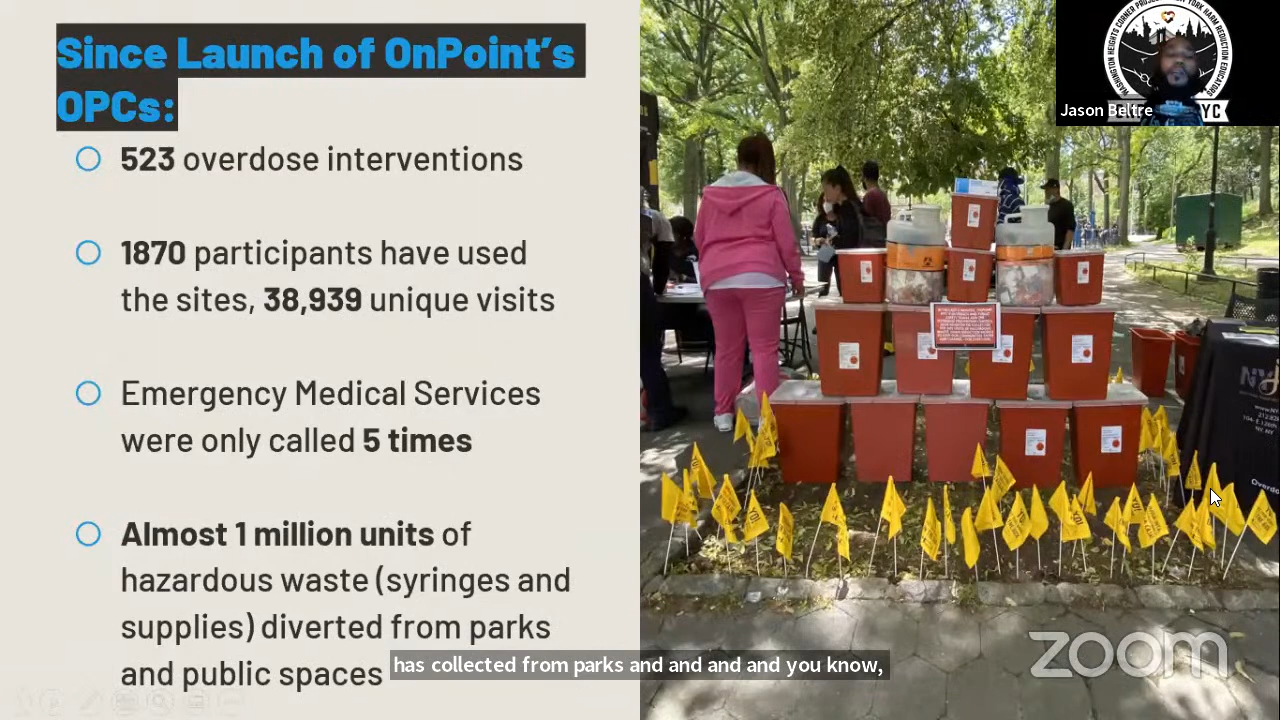 Since Launch of OnPoint’s
OPCs:
523 overdose interventions
1870 participants have used
the sites, 38,939 unique visits
Emergency Medical Services
were only called 5 times
Almost 1 million units of
hazardous waste (syringes and
supplies) diverted from parks
and public spaces
has collected from parks and and and and you know,
Jason Beltre
YC
NY
zoom